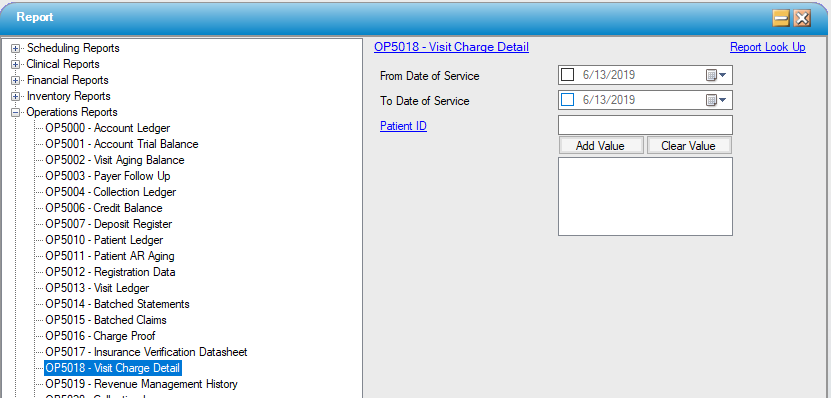 Report
Scheduling Reports
Clinical Reports
Financial Reports
Inventory Reports
Operations Reports
OP5000 - Account Ledger
OP5001 - Account Trial Balance
OP5002 - Visit Aging Balance
OP5003 - Payer Follow Up
OP5004 - Collection Ledger
OP5006 - Credit Balance
OP5007 - Deposit Register
OP5010 - Patient Ledger
OP5011 - Patient AR Aging
OP5012 - Registration Data
OP5013 - Visit Ledger
OP5014 - Batched Statements
OP5015 - Batched Claims
OP5016 - Charge Proof
OP5017 - Insurance Verification Datasheet
OP5018 - Visit Charge Detail
OP5019 - Revenue Management History
OP5018 - Visit Charge Detail
Report Look Up
From Date of Service
6/13/2019
To Date of Service
6/13/2019
Patient ID
Add Value
Clear Value